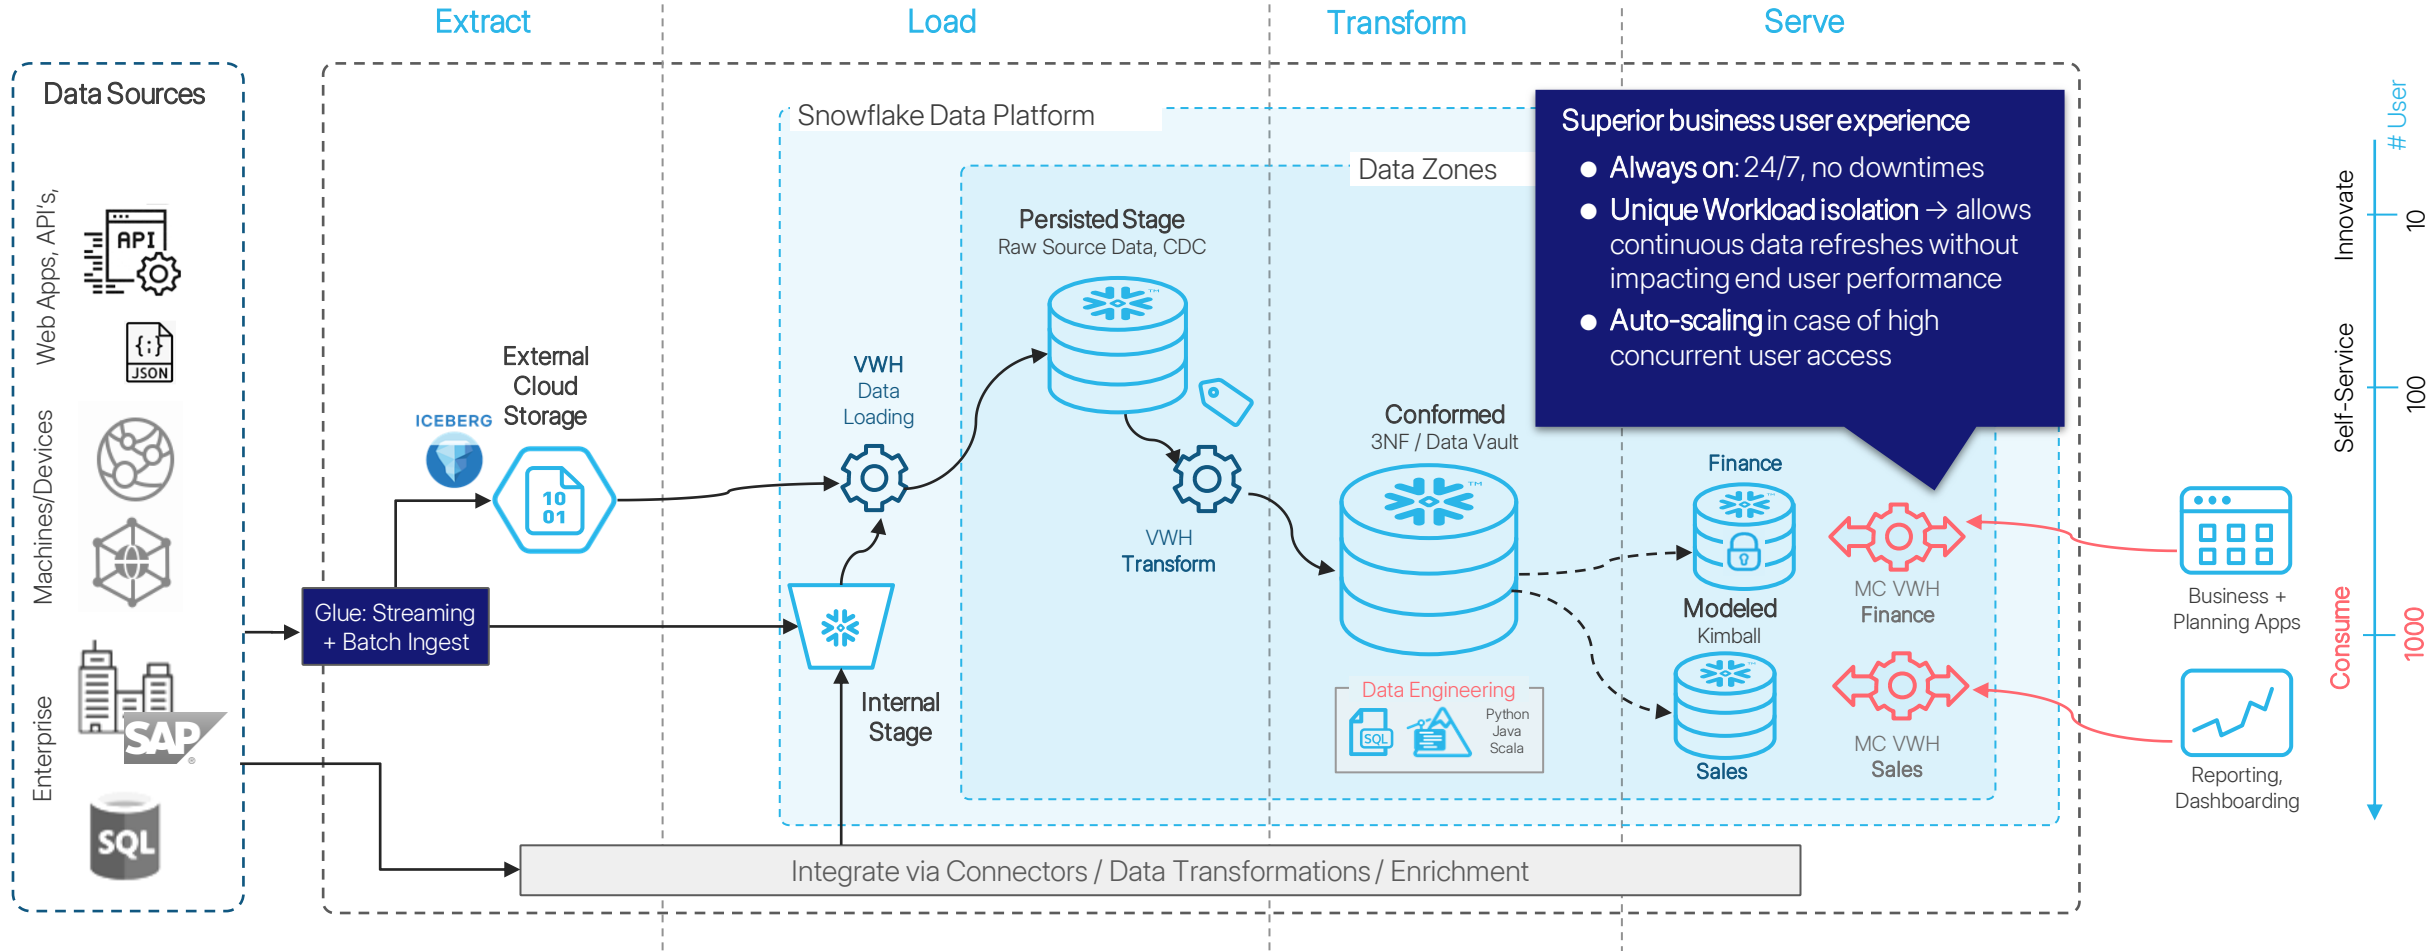 Extract
Load
Transform
Serve
Data Sources
Web Apps, API's,
API
{;}
JSON
Machines/Devices
Enterprise
SAP
®
SQL
Glue: Streaming
+ Batch Ingest
External
Cloud
Storage
ICEBERG
10
01
Snowflake Data Platform
VWH
Data
Loading
Internal
Stage
Data Zones
Persisted Stage
Raw Source Data, CDC
TM
VWH
Transform
Conformed
3NF / Data Vault
TM
Data Engineering
SQL
Python
Java
Scala
Superior business user experience
● Always on: 24/7, no downtimes
● Unique Workload isolation → allows
continuous data refreshes without
impacting end user performance
● Auto-scaling in case of high
concurrent user access
Finance
TM
Modeled
Kimball
TM
Sales
MC VWH
Finance
MC VWH
Sales
Integrate via Connectors / Data Transformations / Enrichment
Business +
Planning Apps
Reporting,
Dashboarding
# User
Innovate
10
Self-Service
100
Consume
1000